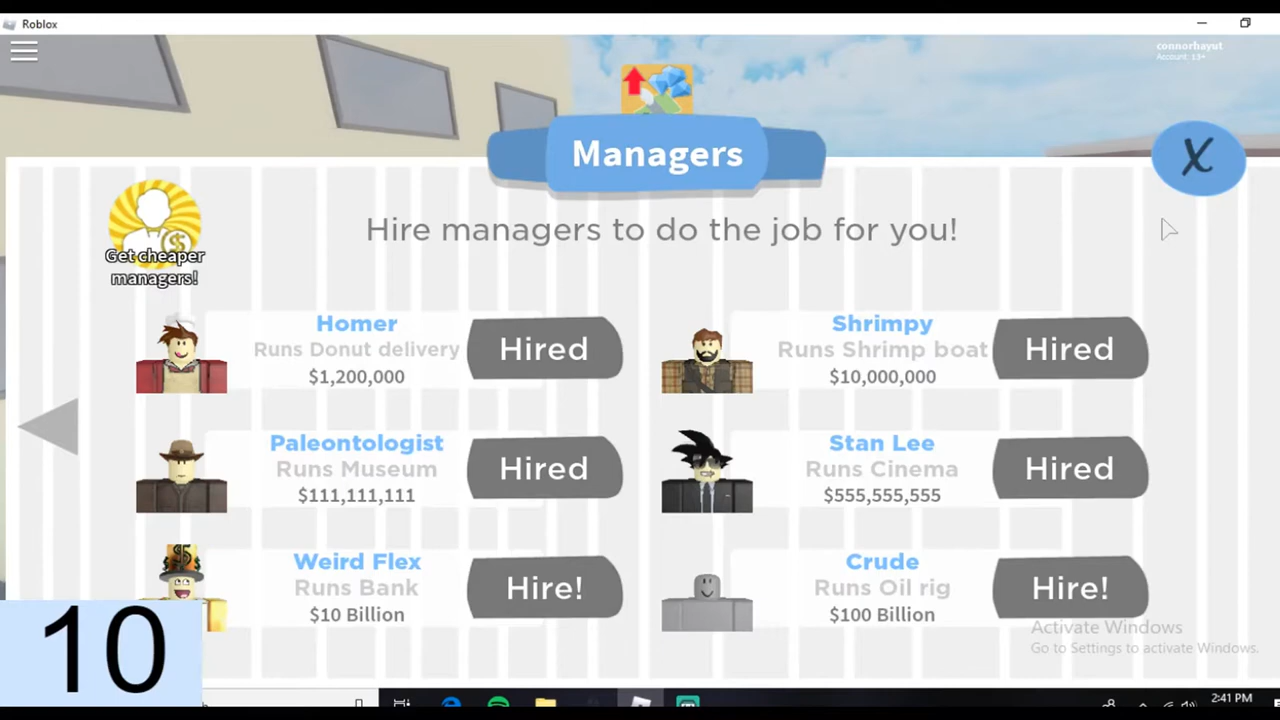 Roblox
connorhayut
Account: 13+
Managers
X
Get cheaper
managers!
Hire managers to do the job for you!
Homer
Runs Donut delivery
$1,200,000
Hired
Shrimpy
Runs Shrimp boat
$10,000,000
Hired
Paleontologist
Runs Museum
$111,111,111
Hired
Stan Lee
Runs Cinema
$555,555,555
Hired
Weird Flex
Runs Bank
$10 Billion
Hire!
Crude
Runs Oil rig
$100 Billion
Hire!
Activate Windows
Go to Settings to activate Windows.
10
2:41 PM